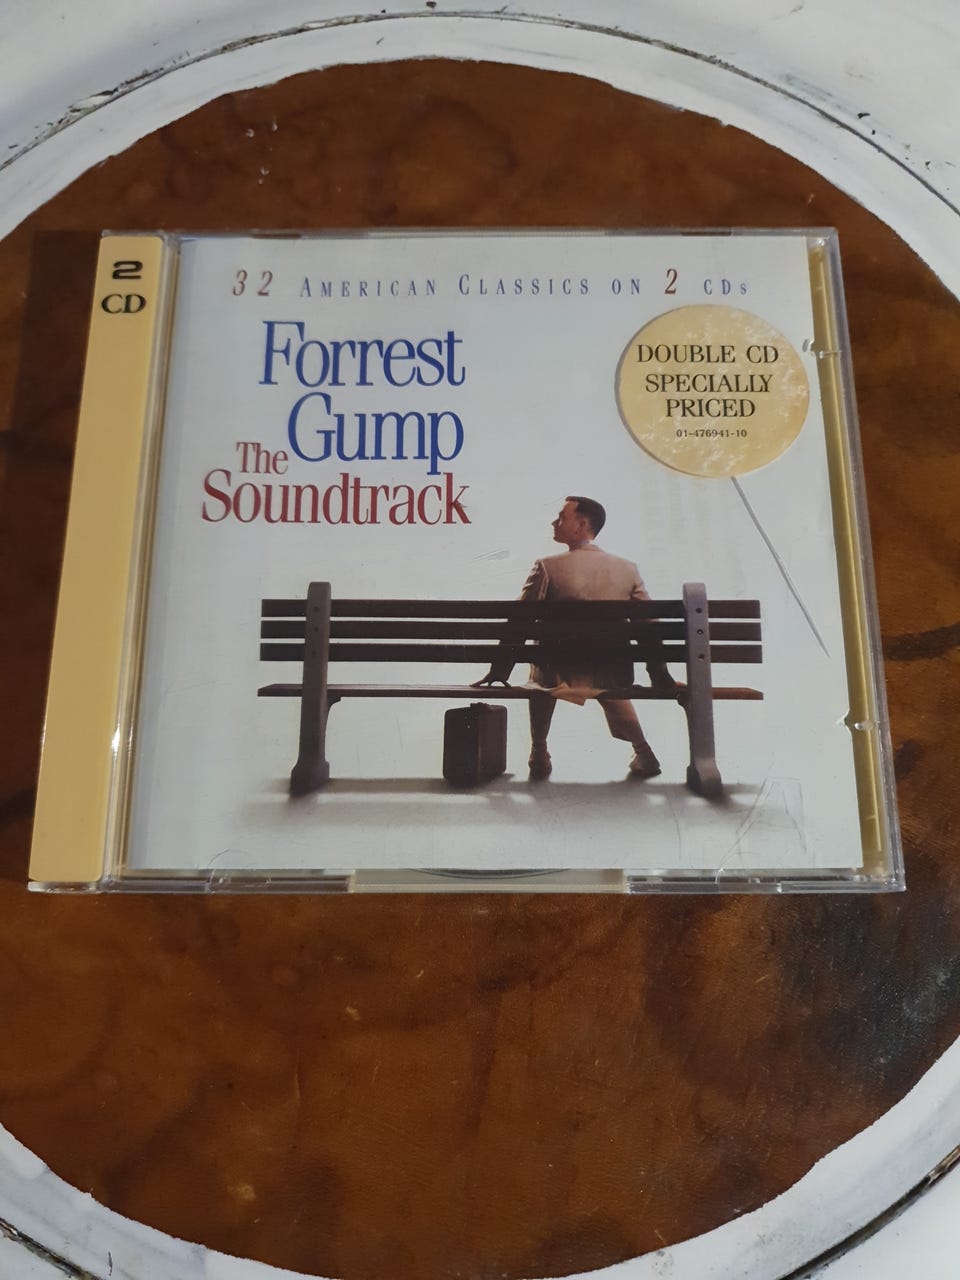 2
CD
32 AMERICAN CLASSICS ON 2 CDs
Forrest
Gump
The
Soundtrack
DOUBLE CD
SPECIALLY
PRICED
01-476941-10